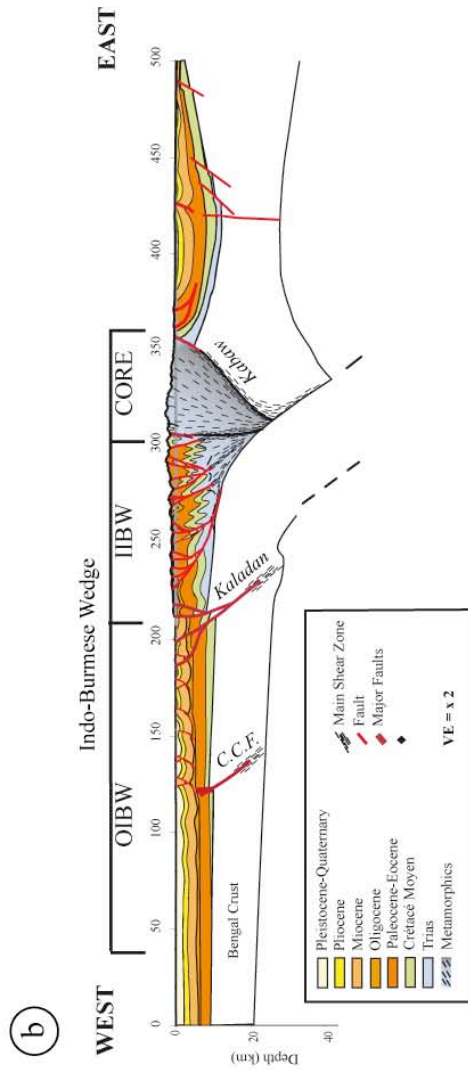 b
WEST
EAST
Indo-Burmese Wedge
OIBW
IIBW
CORE
0 50 100 150 200 250 300 350 400 450 500
Depth (km)
0
20
40
Bengal Crust
C.C.F.
Kaladan
Kabaw
Pleistocene-Quaternary
Pliocene
Miocene
Oligocene
Paleocene-Eocene
Crétacé Moyen
Trias
Metamorphics
Main Shear Zone
Fault
Major Faults
VE = x 2